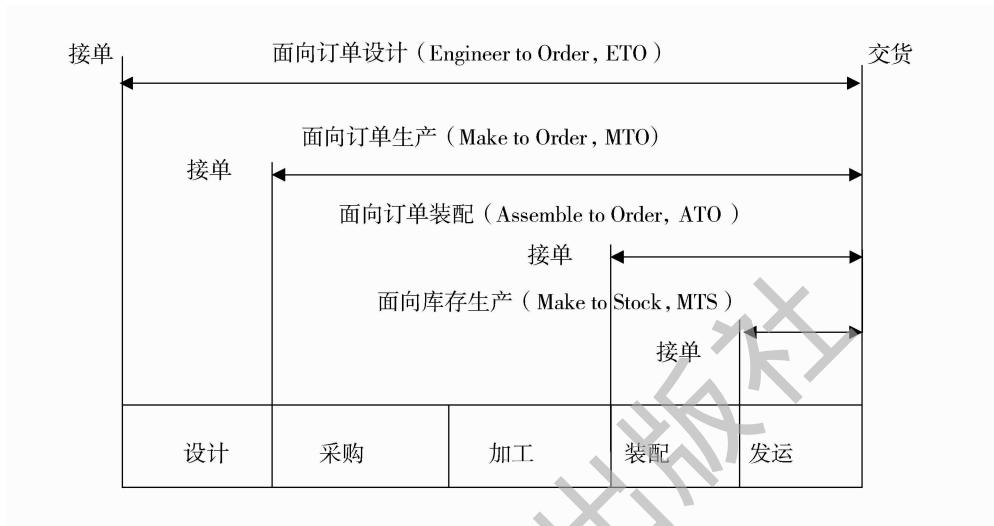 接单 面向订单设计（Engineer to Order, ETO） 交货
面向订单生产（Make to Order, MTO）
接单
面向订单装配（Assemble to Order, ATO）
接单
面向库存生产（Make to Stock, MTS）
接单
设计 采购 加工 装配 发运
出版社